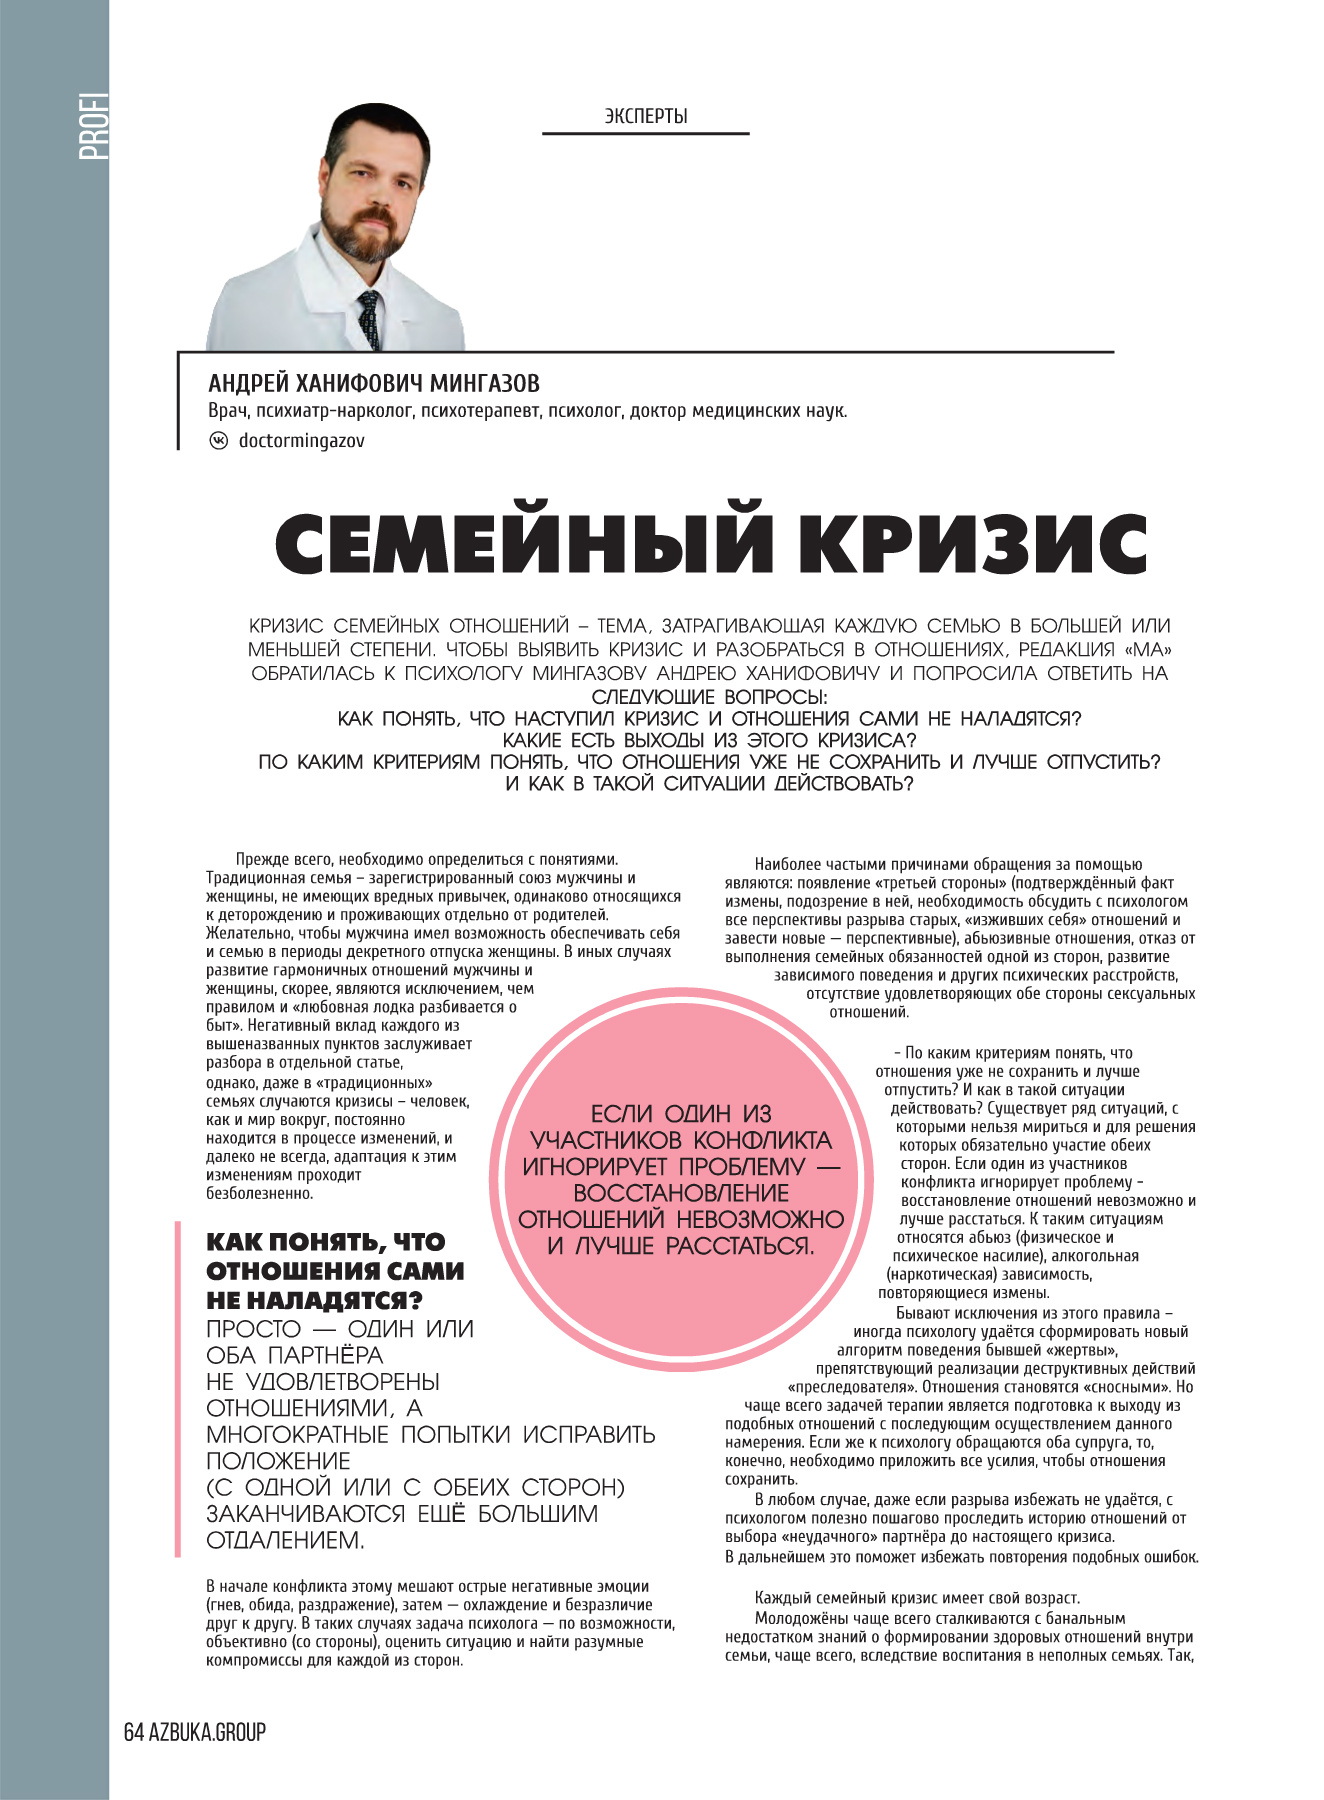 PROFI
ЭКСПЕРТЫ
АНДРЕЙ ХАНИФОВИЧ МИНГАЗОВ
Врач, психиатр-нарколог, психотерапевт, психолог, доктор медицинских наук.
doctormingazov
СЕМЕЙНЫЙ КРИЗИС
КРИЗИС СЕМЕЙНЫХ ОТНОШЕНИЙ – ТЕМА, ЗАТРАГИВАЮЩАЯ КАЖДУЮ СЕМЬЮ В БОЛЬШЕЙ ИЛИ
МЕНЬШЕЙ СТЕПЕНИ. ЧТОБЫ ВЫЯВИТЬ КРИЗИС И РАЗОБРАТЬСЯ В ОТНОШЕНИЯХ, РЕДАКЦИЯ «МА»
ОБРАТИЛАСЬ К ПСИХОЛОГУ МИНГАЗОВУ АНДРЕЮ ХАНИФОВИЧУ И ПОПРОСИЛА ОТВЕТИТЬ НА
СЛЕДУЮЩИЕ ВОПРОСЫ:
КАК ПОНЯТЬ, ЧТО НАСТУПИЛ КРИЗИС И ОТНОШЕНИЯ САМИ НЕ НАЛАДЯТСЯ?
КАКИЕ ЕСТЬ ВЫХОДЫ ИЗ ЭТОГО КРИЗИСА?
ПО КАКИМ КРИТЕРИЯМ ПОНЯТЬ, ЧТО ОТНОШЕНИЯ УЖЕ НЕ СОХРАНИТЬ И ЛУЧШЕ ОТПУСТИТЬ?
И КАК В ТАКОЙ СИТУАЦИИ ДЕЙСТВОВАТЬ?
Прежде всего, необходимо определиться с понятиями.
Традиционная семья – зарегистрированный союз мужчины и
женщины, не имеющих вредных привычек, одинаково относящихся
к деторождению и проживающих отдельно от родителей.
Желательно, чтобы мужчина имел возможность обеспечивать себя
и семью в периоды декретного отпуска женщины. В иных случаях
развитие гармоничных отношений мужчины и
женщины, скорее, являются исключением, чем
правилом и «любовная лодка разбивается о
быт». Негативный вклад каждого из
вышеназванных пунктов заслуживает
разбора в отдельной статье,
однако, даже в «традиционных»
семьях случаются кризисы – человек,
как и мир вокруг, постоянно
находится в процессе изменений, и
далеко не всегда, адаптация к этим
изменениям проходит
безболезненно.
КАК ПОНЯТЬ, ЧТО
ОТНОШЕНИЯ САМИ
НЕ НАЛАДЯТСЯ?
ПРОСТО — ОДИН ИЛИ
ОБА ПАРТНЁРА
НЕ УДОВЛЕТВОРЕНЫ
ОТНОШЕНИЯМИ, А
МНОГОКРАТНЫЕ ПОПЫТКИ ИСПРАВИТЬ
ПОЛОЖЕНИЕ
(С ОДНОЙ ИЛИ С ОБЕИХ СТОРОН)
ЗАКАНЧИВАЮТСЯ ЕЩЁ БОЛЬШИМ
ОТДАЛЕНИЕМ.
В начале конфликта этому мешают острые негативные эмоции
(гнев, обида, раздражение), затем — охлаждение и безразличие
друг к другу. В таких случаях задача психолога — по возможности,
объективно (со стороны), оценить ситуацию и найти разумные
компромиссы для каждой из сторон.
ЕСЛИ ОДИН ИЗ
УЧАСТНИКОВ КОНФЛИКТА
ИГНОРИРУЕТ ПРОБЛЕМУ —
ВОССТАНОВЛЕНИЕ
ОТНОШЕНИЙ НЕВОЗМОЖНО
И ЛУЧШЕ РАССТАТЬСЯ.
Наиболее частыми причинами обращения за помощью
являются: появление «третьей стороны» (подтверждённый факт
измены, подозрение в ней, необходимость обсудить с психологом
все перспективы разрыва старых, «изживших себя» отношений и
завести новые — перспективные), абьюзивные отношения, отказ от
выполнения семейных обязанностей одной из сторон, развитие
зависимого поведения и других психических расстройств,
отсутствие удовлетворяющих обе стороны сексуальных
отношений.
- По каким критериям понять, что
отношения уже не сохранить и лучше
отпустить? И как в такой ситуации
действовать? Существует ряд ситуаций, с
которыми нельзя мириться и для решения
которых обязательно участие обеих
сторон. Если один из участников
конфликта игнорирует проблему -
восстановление отношений невозможно и
лучше расстаться. К таким ситуациям
относятся абьюз (физическое и
психическое насилие), алкогольная
(наркотическая) зависимость,
повторяющиеся измены.
Бывают исключения из этого правила –
иногда психологу удаётся сформировать новый
алгоритм поведения бывшей «жертвы»,
препятствующий реализации деструктивных действий
«преследователя». Отношения становятся «сносными». Но
чаще всего задачей терапии является подготовка к выходу из
подобных отношений с последующим осуществлением данного
намерения. Если же к психологу обращаются оба супруга, то,
конечно, необходимо приложить все усилия, чтобы отношения
сохранить.
В любом случае, даже если разрыва избежать не удаётся, с
психологом полезно пошагово проследить историю отношений от
выбора «неудачного» партнёра до настоящего кризиса.
В дальнейшем это поможет избежать повторения подобных ошибок.
Каждый семейный кризис имеет свой возраст.
Молодожёны чаще всего сталкиваются с банальным
недостатком знаний о формировании здоровых отношений внутри
семьи, чаще всего, вследствие воспитания в неполных семьях. Так,
64 AZBUKA.GROUP